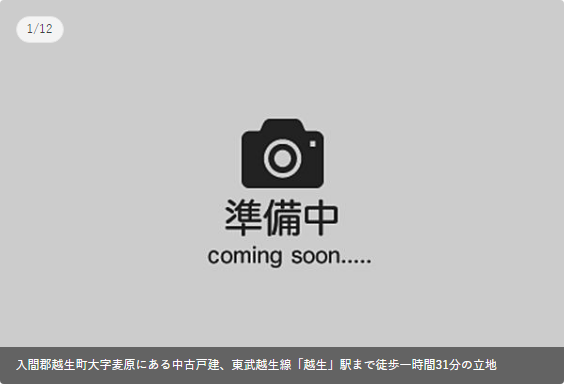 1/12
準備中
coming soon.....
入間郡越生町大字麦原にある中古戸建、東武越生線「越生」駅まで徒歩一時間31分の立地